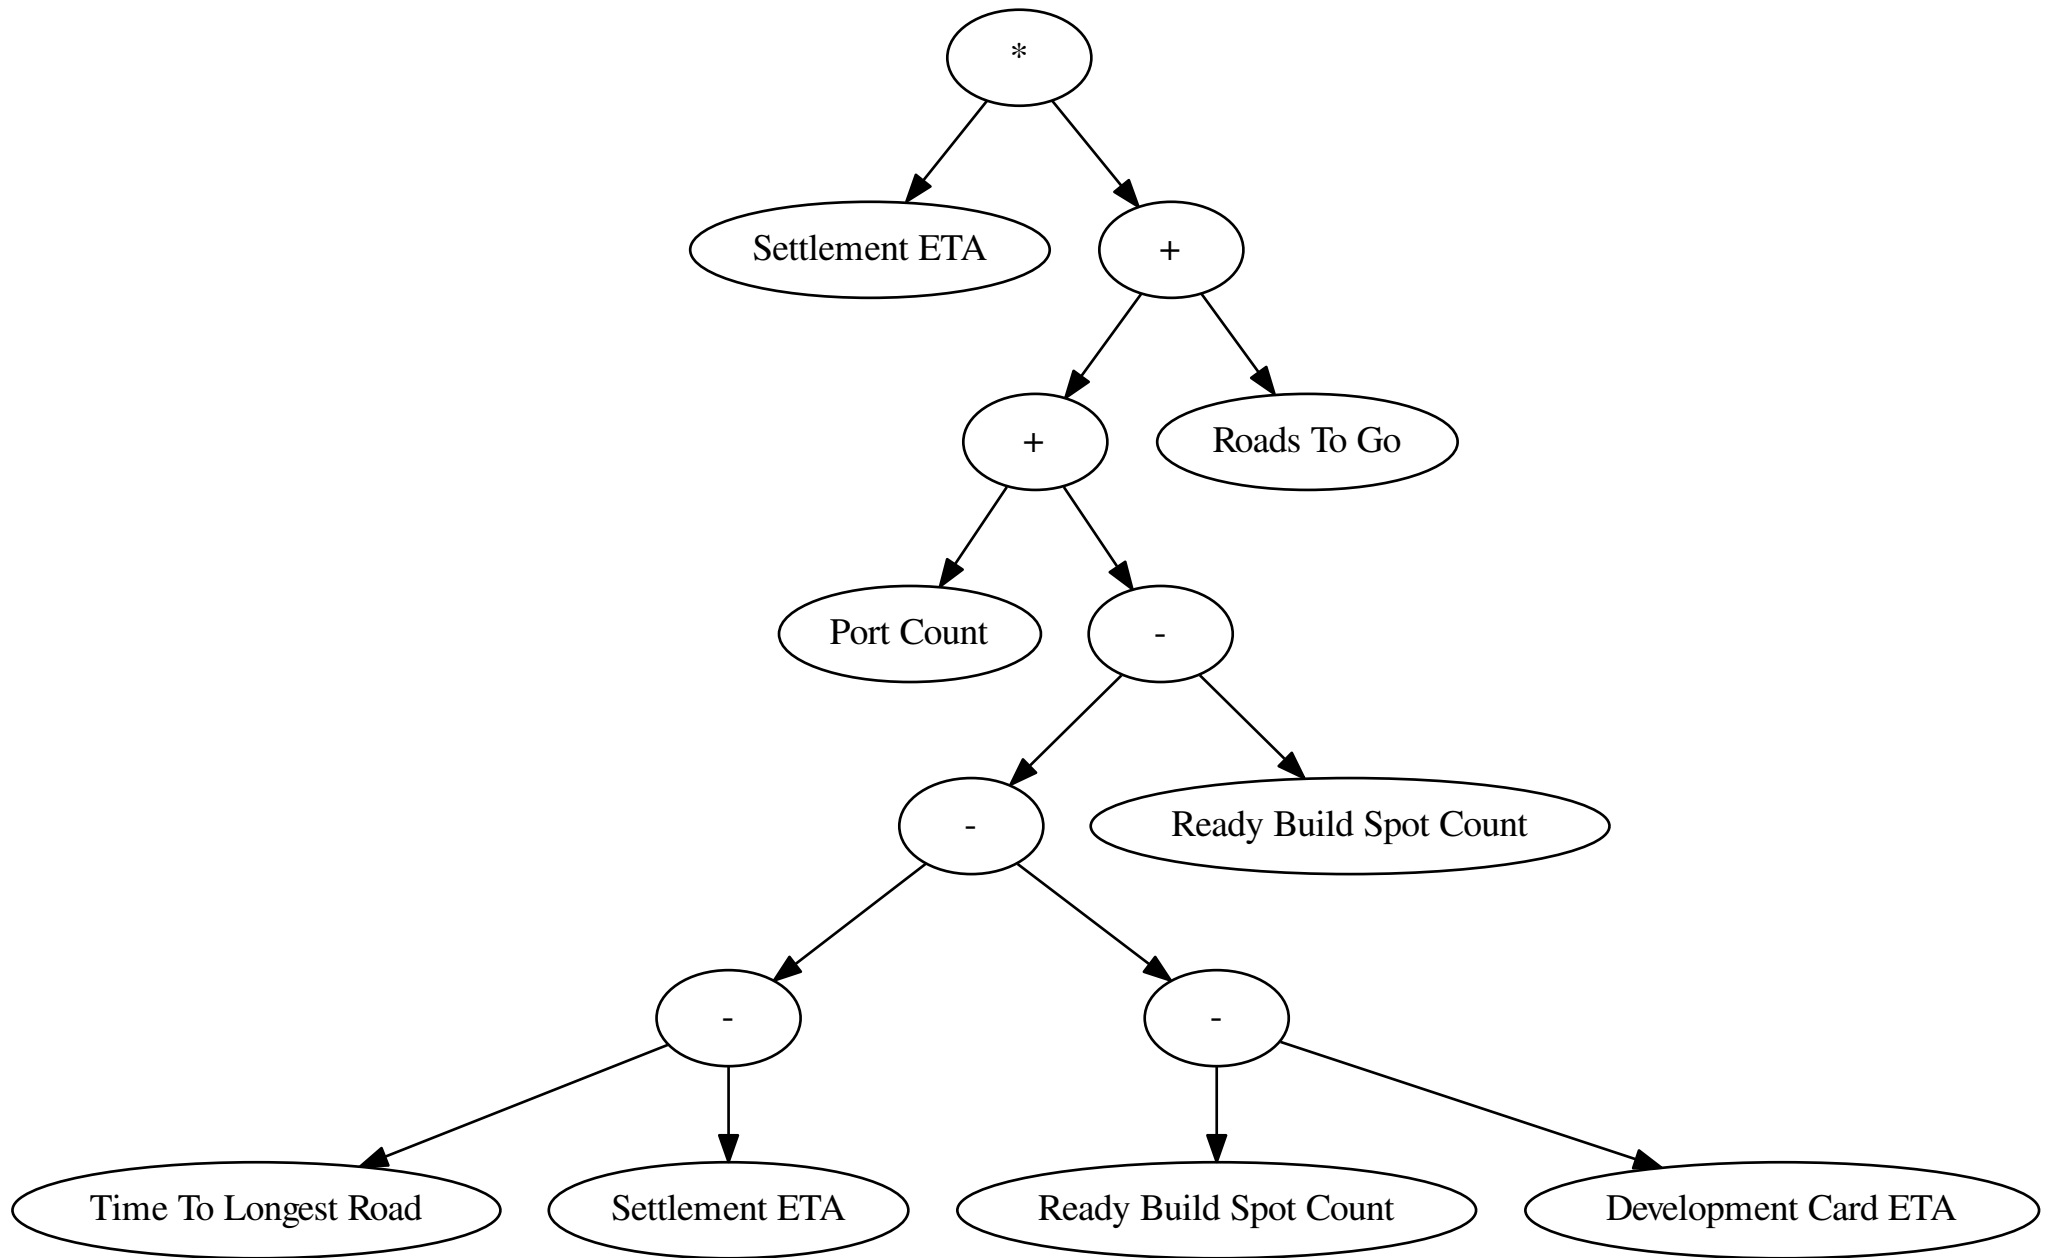 *
Settlement ETA
+
+
Roads To Go
Port Count
-
-
Ready Build Spot Count
-
-
Time To Longest Road
Settlement ETA
Ready Build Spot Count
Development Card ETA